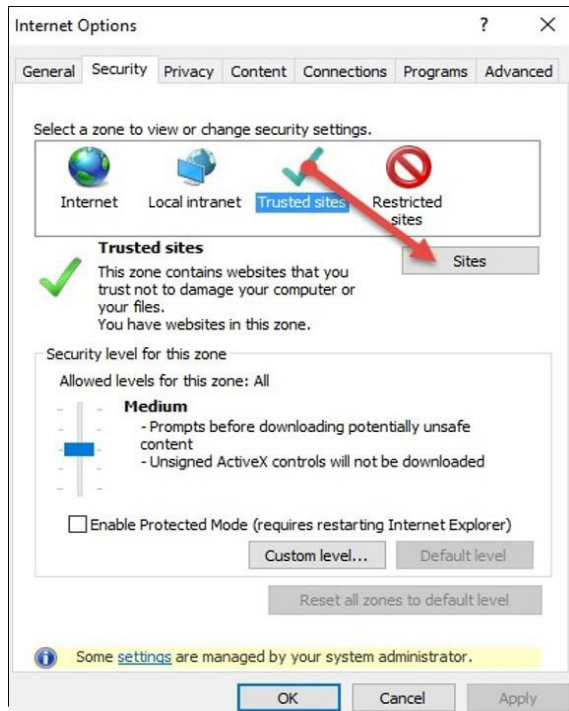 Internet Options ?
General Security Privacy Content Connections Programs Advanced
Select a zone to view or change security settings.
Internet Local intranet Trusted sites Restricted sites
Trusted sites
Sites
This zone contains websites that you
trust not to damage your computer or
your files.
You have websites in this zone.
Security level for this zone
Allowed levels for this zone: All
Medium
- Prompts before downloading potentially unsafe
content
- Unsigned ActiveX controls will not be downloaded
Enable Protected Mode (requires restarting Internet Explorer)
Custom level... Default level
Reset all zones to default level
Some settings are managed by your system administrator.
OK Cancel Apply